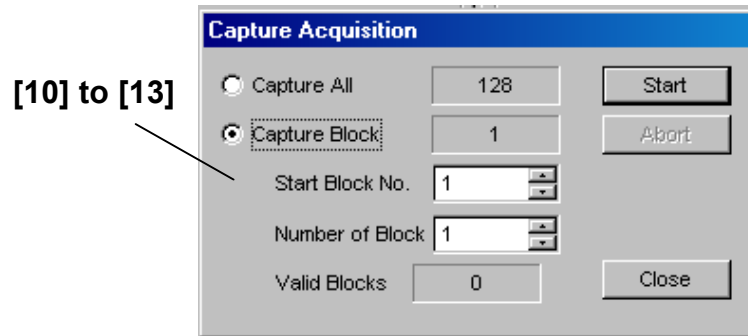 Capture Acquisition
[10] to [13]
Capture All 128 Start
Capture Block 1 Abort
Start Block No. 1
Number of Block 1
Valid Blocks 0 Close